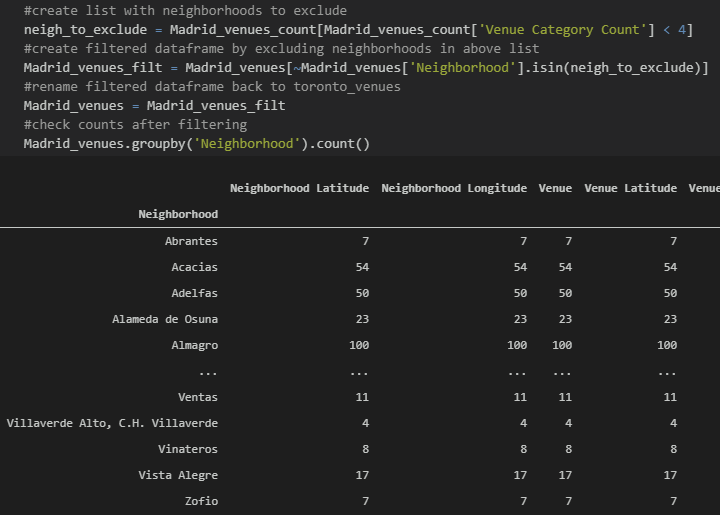 #create list with neighborhoods to exclude
neigh_to_exclude = Madrid_venues_count[Madrid_venues_count['Venue Category Count'] < 4]
#create filtered dataframe by excluding neighborhoods in above list
Madrid_venues_filt = Madrid_venues[~Madrid_venues['Neighborhood'].isin(neigh_to_exclude)]
#rename filtered dataframe back to toronto_venues
Madrid_venues = Madrid_venues_filt
#check counts after filtering
Madrid_venues.groupby('Neighborhood').count()
Neighborhood Latitude Neighborhood Longitude Venue Venue Latitude Venue
Neighborhood
Abrantes 7 7 7 7
Acacias 54 54 54 54
Adelfas 50 50 50 50
Alameda de Osuna 23 23 23 23
Almagro 100 100 100 100
... ... ... ... ...
Ventas 11 11 11 11
Villaverde Alto, C.H. Villaverde 4 4 4 4
Vinateros 8 8 8 8
Vista Alegre 17 17 17 17
Zofio 7 7 7 7